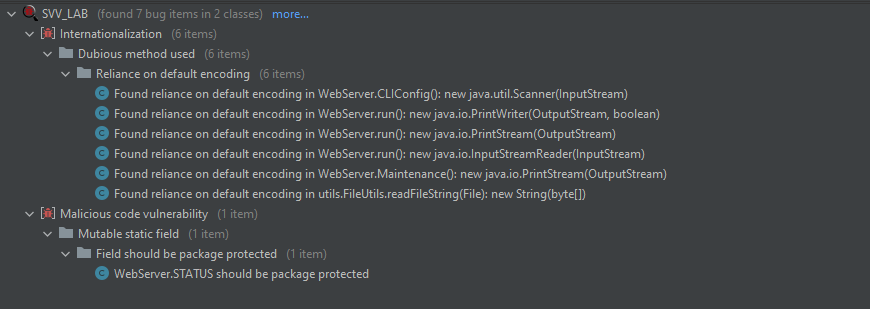 SVV_LAB (found 7 bug items in 2 classes) more...
Internationalization (6 items)
Dubious method used (6 items)
Reliance on default encoding (6 items)
Found reliance on default encoding in WebServer.CLIConfig(): new java.util.Scanner(InputStream)
Found reliance on default encoding in WebServer.run(): new java.io.PrintWriter(OutputStream, boolean)
Found reliance on default encoding in WebServer.run(): new java.io.PrintStream(OutputStream)
Found reliance on default encoding in WebServer.run(): new java.io.InputStreamReader(InputStream)
Found reliance on default encoding in WebServer.Maintenance(): new java.io.PrintStream(OutputStream)
Found reliance on default encoding in utils.FileUtils.readFileString(File): new String(byte[])
Malicious code vulnerability (1 item)
Mutable static field (1 item)
Field should be package protected (1 item)
WebServer.STATUS should be package protected